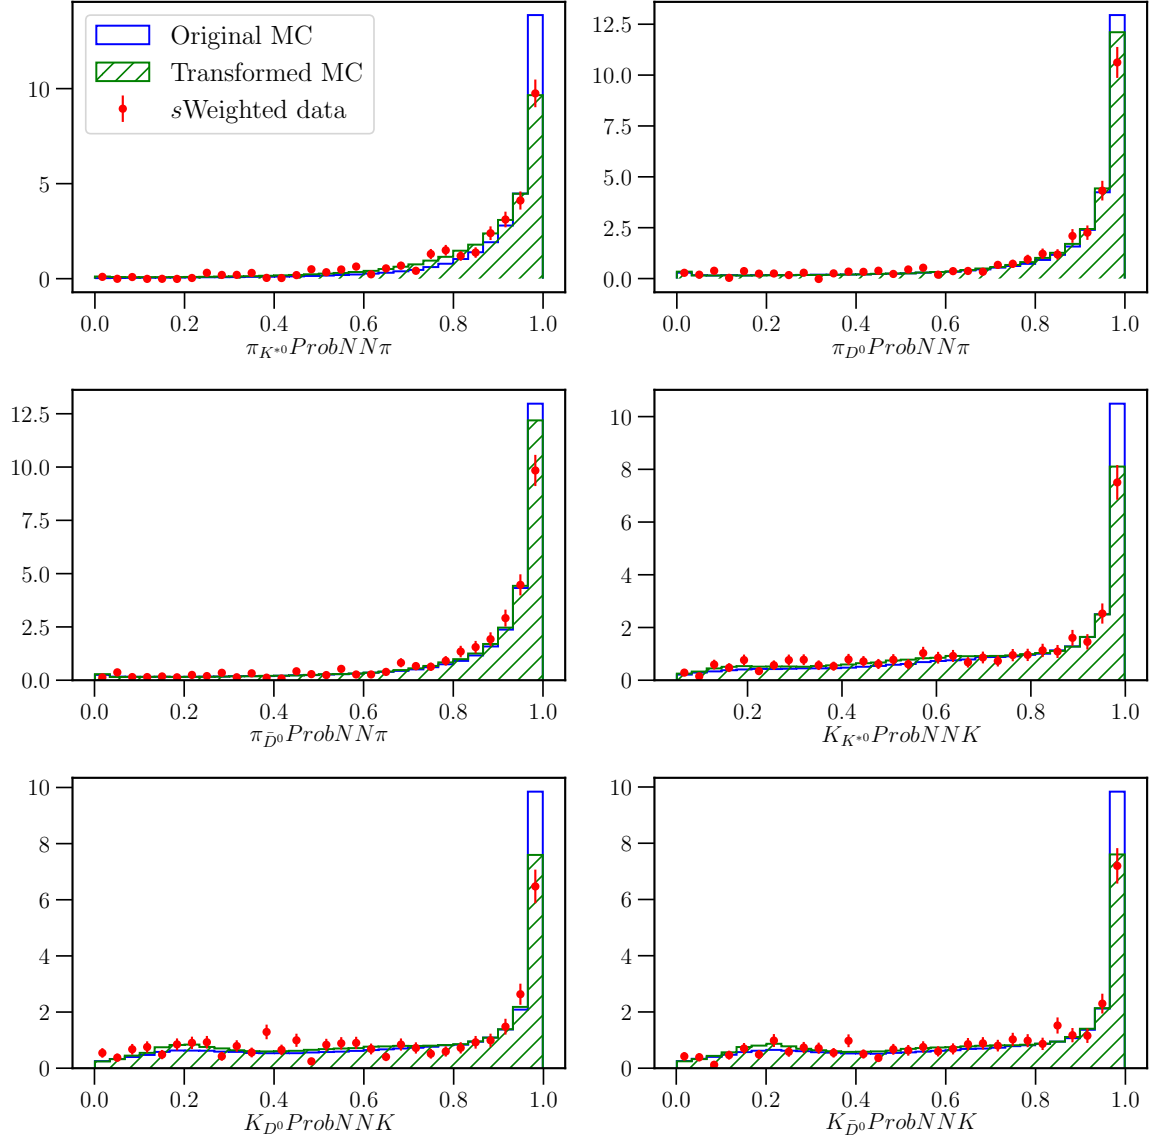 Original MC
Transformed MC
sWeighted data
10
5
0
0.0 0.2 0.4 0.6 0.8 1.0
π_{K^{*0}}ProbNNπ
12.5
10.0
7.5
5.0
2.5
0.0
0.0 0.2 0.4 0.6 0.8 1.0
π_{D^0}ProbNNπ
12.5
10.0
7.5
5.0
2.5
0.0
0.0 0.2 0.4 0.6 0.8 1.0
π_{\bar{D}^0}ProbNNπ
10
8
6
4
2
0
0.2 0.4 0.6 0.8 1.0
K_{K^{*0}}ProbNNK
10
8
6
4
2
0
0.0 0.2 0.4 0.6 0.8 1.0
K_{D^0}ProbNNK
10
8
6
4
2
0
0.0 0.2 0.4 0.6 0.8 1.0
K_{\bar{D}^0}ProbNNK